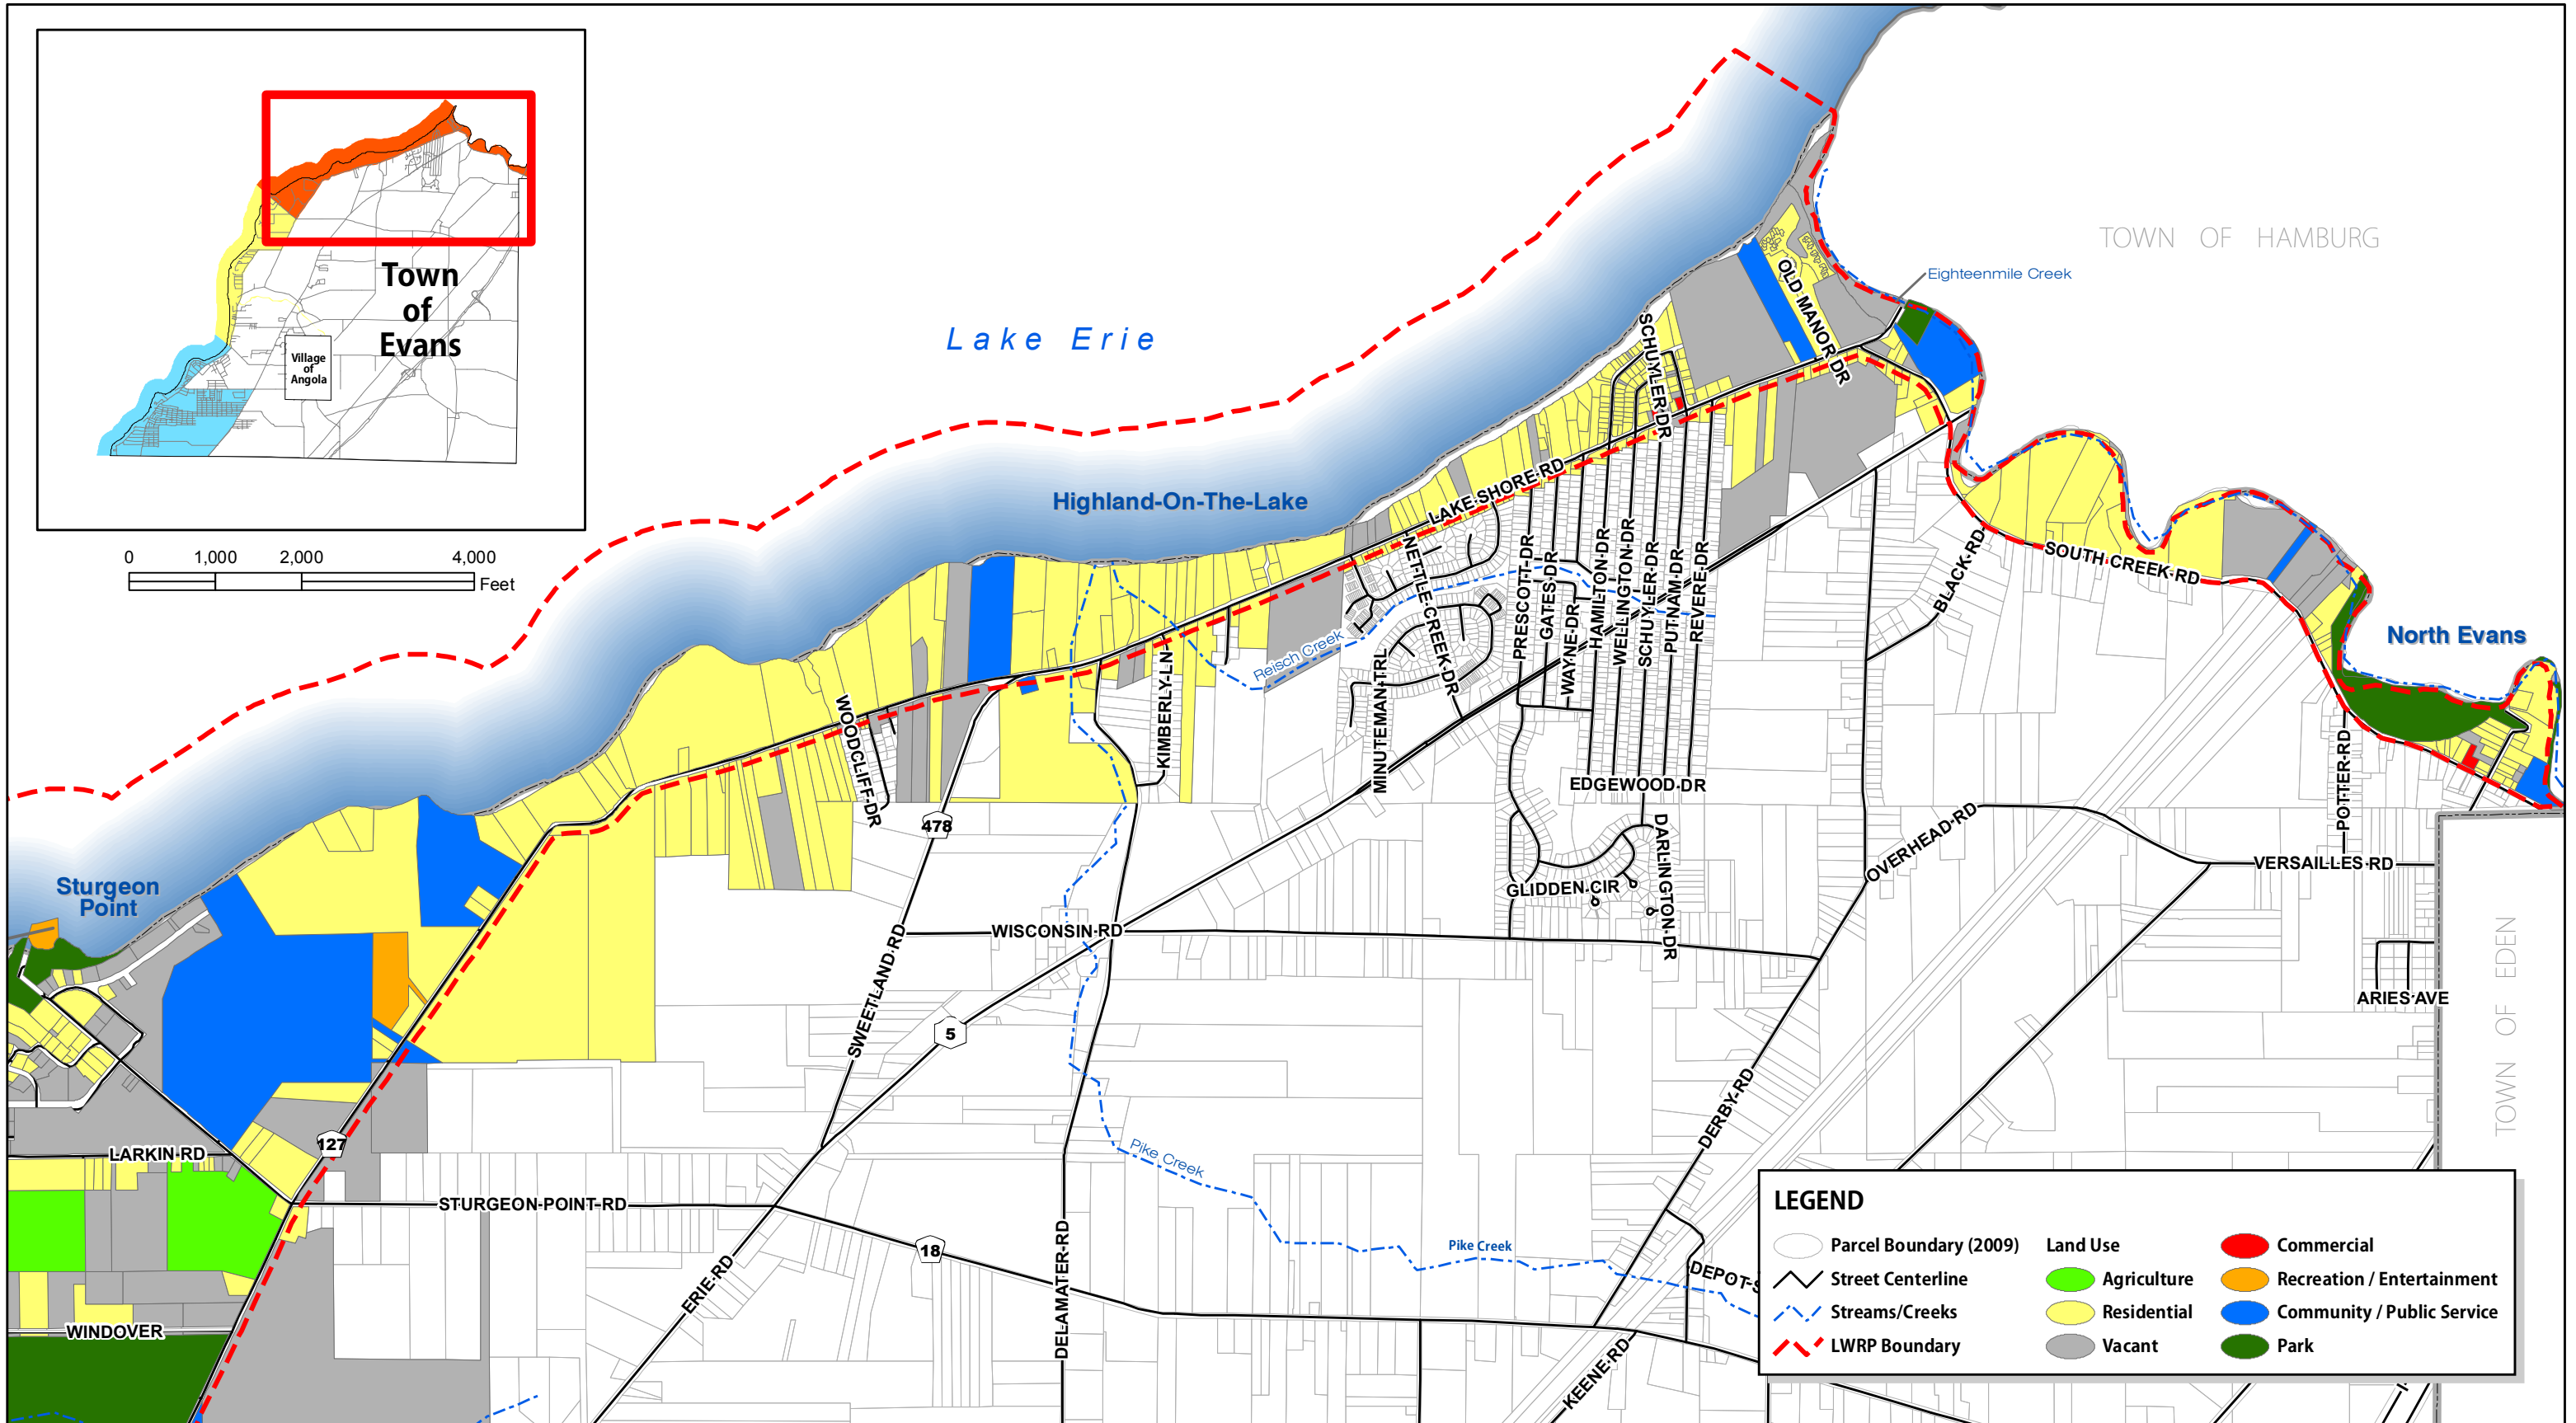 Town
of
Evans
Village
of
Angola
0 1,000 2,000 4,000
Feet
Lake Erie
TOWN OF HAMBURG
Eighteenmile Creek
OLD MANOR DR
SCHUYLER DR
Highland-On-The-Lake
LAKE SHORE RD
NETTLE CREEK DR
PRESCOTT DR
GATES DR
WAYNE DR
HAMILTON DR
WELLINGTON DR
SCHUYLER DR
PUTNAM DR
REVERE DR
BLACK RD
SOUTH CREEK RD
North Evans
Reisch Creek
KIMBERLY LN
MINUTEMAN TRL
WOODCLIFF DR
EDGEWOOD DR
POTTER RD
478
OVERHEAD RD
DARLINGTON DR
VERSAILLES RD
GLIDDEN CIR
Sturgeon
Point
WISCONSIN RD
SWEETLAND RD
5
ARIES AVE
TOWN OF EDEN
DERBY RD
127
LARKIN RD
Pike Creek
STURGEON POINT RD
18
ERIE RD
DELAMATER RD
Pike Creek
DEPOT S
WINDOVER
KEENE RD
LEGEND
Parcel Boundary (2009)
Street Centerline
Streams/Creeks
LWRP Boundary
Land Use
Agriculture
Residential
Vacant
Commercial
Recreation / Entertainment
Community / Public Service
Park